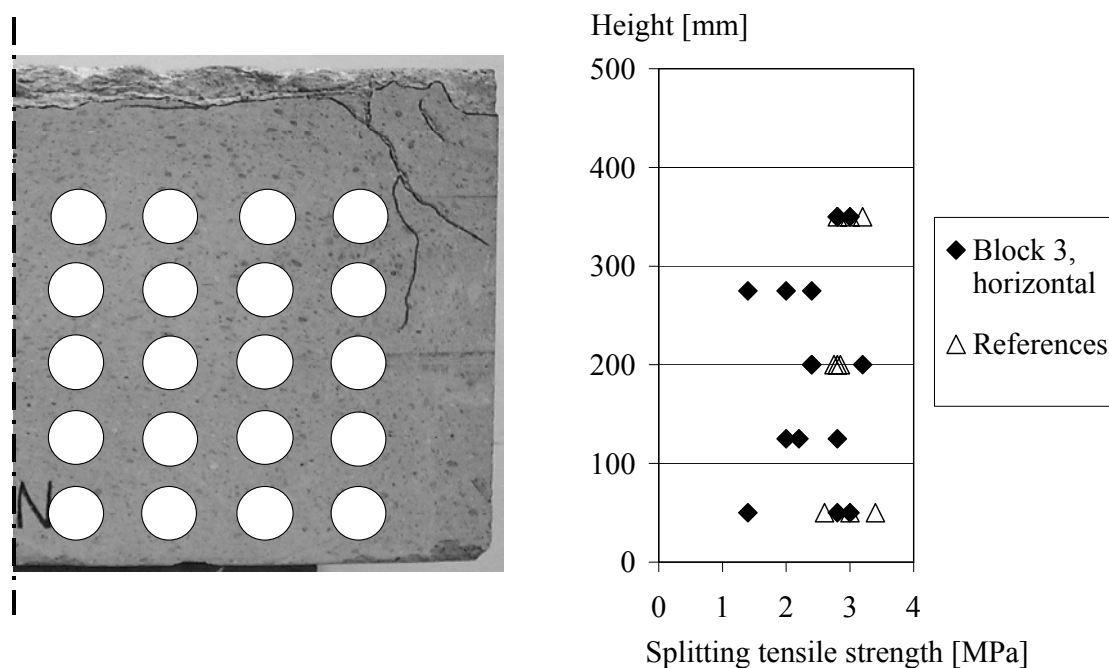 Height [mm]
500
400
300
200
100
0
0 1 2 3 4
Splitting tensile strength [MPa]
Block 3,
horizontal
References
N